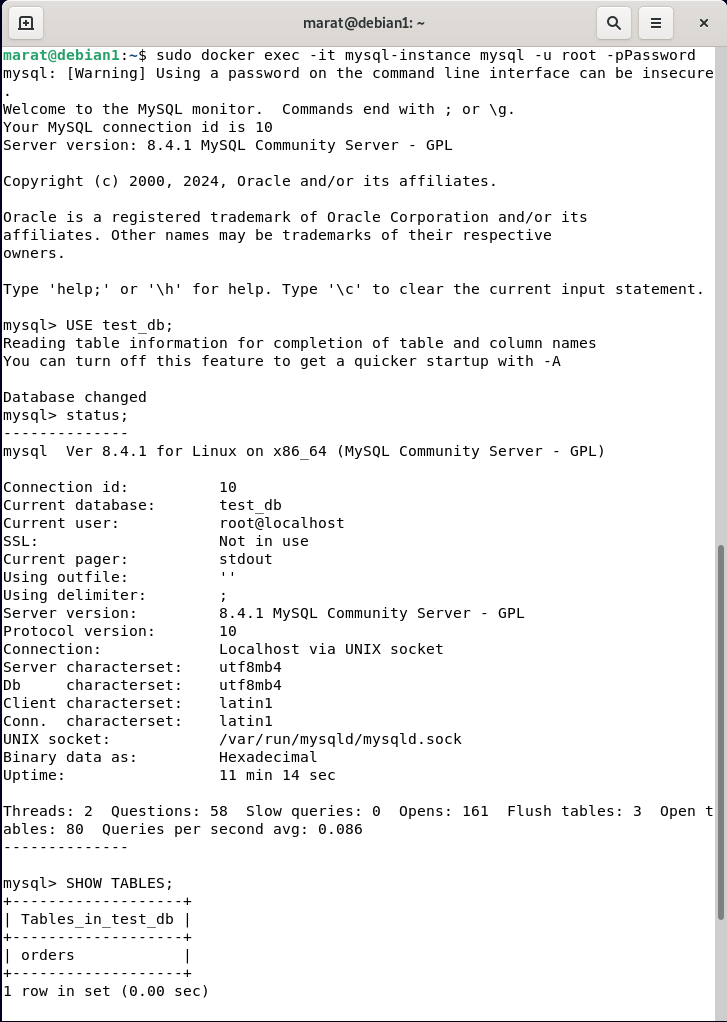 marat@debian1: ~
marat@debian1:~$ sudo docker exec -it mysql-instance mysql -u root -pPassword
mysql: [Warning] Using a password on the command line interface can be insecure
.
Welcome to the MySQL monitor.  Commands end with ; or \g.
Your MySQL connection id is 10
Server version: 8.4.1 MySQL Community Server - GPL

Copyright (c) 2000, 2024, Oracle and/or its affiliates.

Oracle is a registered trademark of Oracle Corporation and/or its
affiliates. Other names may be trademarks of their respective
owners.

Type 'help;' or '\h' for help. Type '\c' to clear the current input statement.

mysql> USE test_db;
Reading table information for completion of table and column names
You can turn off this feature to get a quicker startup with -A

Database changed
mysql> status;
--------------
mysql  Ver 8.4.1 for Linux on x86_64 (MySQL Community Server - GPL)

Connection id:          10
Current database:       test_db
Current user:           root@localhost
SSL:                    Not in use
Current pager:          stdout
Using outfile:          ''
Using delimiter:        ;
Server version:         8.4.1 MySQL Community Server - GPL
Protocol version:       10
Connection:             Localhost via UNIX socket
Server characterset:    utf8mb4
Db     characterset:    utf8mb4
Client characterset:    latin1
Conn.  characterset:    latin1
UNIX socket:            /var/run/mysqld/mysqld.sock
Binary data as:         Hexadecimal
Uptime:                 11 min 14 sec

Threads: 2  Questions: 58  Slow queries: 0  Opens: 161  Flush tables: 3  Open t
ables: 80  Queries per second avg: 0.086
--------------

mysql> SHOW TABLES;
+-------------------+
| Tables_in_test_db |
+-------------------+
| orders            |
+-------------------+
1 row in set (0.00 sec)